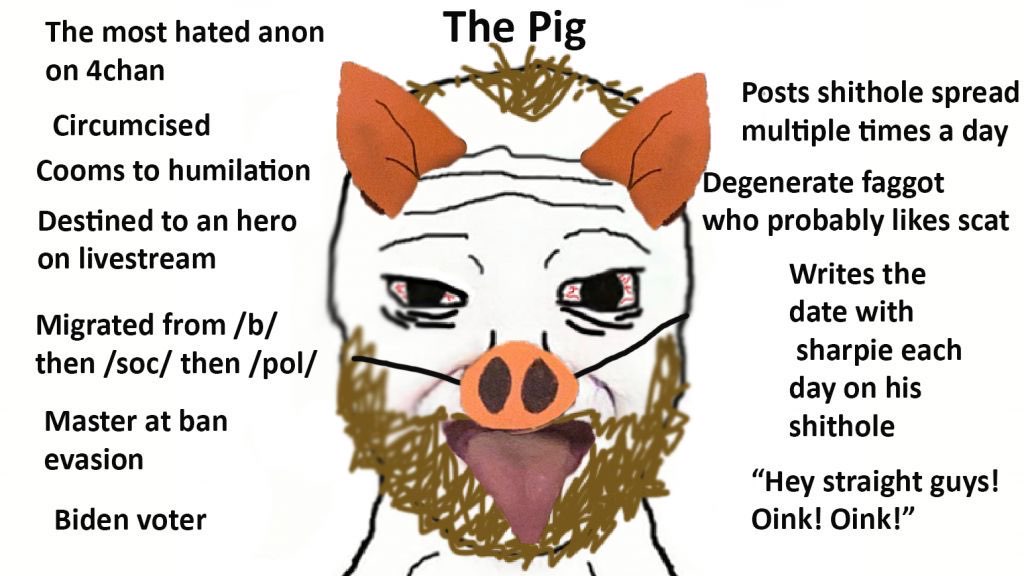 The Pig
The most hated anon
on 4chan
Circumcised
Cooms to humilation
Destined to an hero
on livestream
Migrated from /b/
then /soc/ then /pol/
Master at ban
evasion
Biden voter
Posts shithole spread
multiple times a day
Degenerate faggot
who probably likes scat
Writes the
date with
sharpie each
day on his
shithole
“Hey straight guys!
Oink! Oink!”